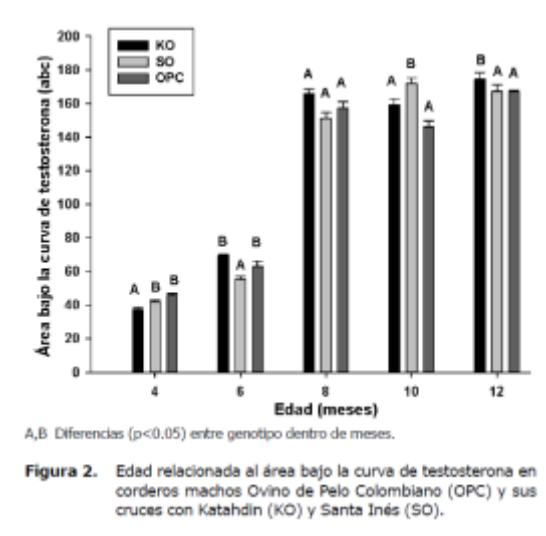 200
180
160
140
120
100
80
60
40
20
0
Área bajo la curva de testosterona (abc)
KO
SO
OPC
A B B
B A B
A A A
A B A
B A A
4 6 8 10 12
Edad (meses)
A,B Diferencias (p<0.05) entre genotipo dentro de meses.
Figura 2. Edad relacionada al área bajo la curva de testosterona en
corderos machos Ovino de Pelo Colombiano (OPC) y sus
cruces con Katahdin (KO) y Santa Inés (SO).